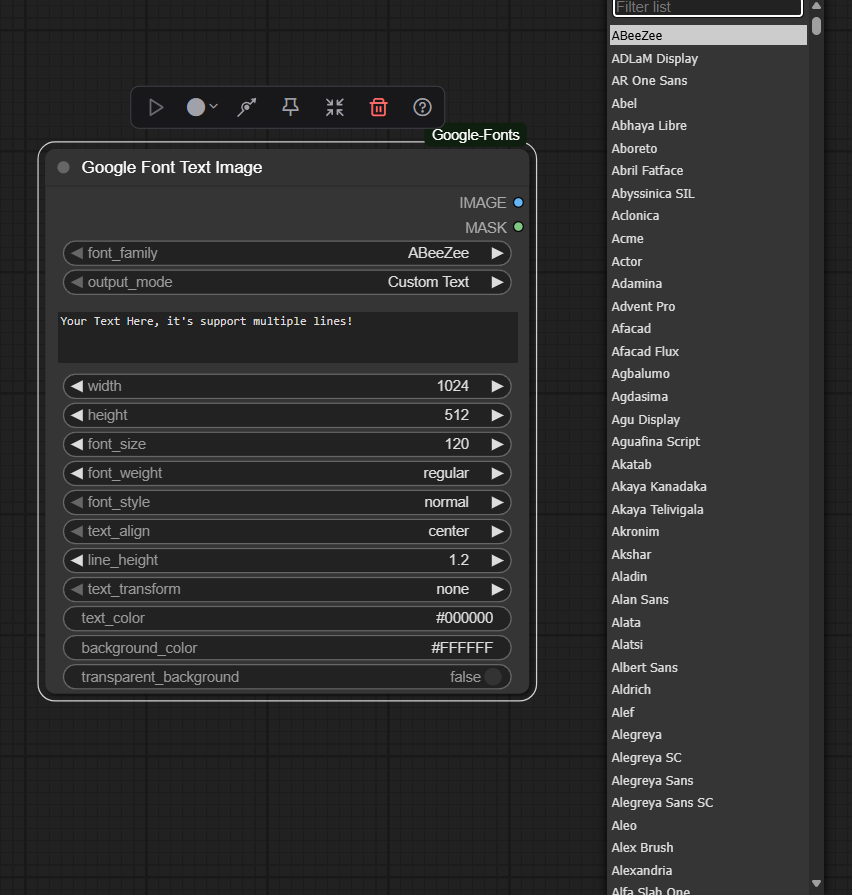 Google-Fonts
Google Font Text Image
IMAGE
MASK
font_family ABeeZee
output_mode Custom Text
Your Text Here, it's support multiple lines!
width 1024
height 512
font_size 120
font_weight regular
font_style normal
text_align center
line_height 1.2
text_transform none
text_color #000000
background_color #FFFFFF
transparent_background false
Filter list
ABeeZee
ADLaM Display
AR One Sans
Abel
Abhaya Libre
Aboreto
Abril Fatface
Abyssinica SIL
Aclonica
Acme
Actor
Adamina
Advent Pro
Afacad
Afacad Flux
Agbalumo
Agdasima
Agu Display
Aguafina Script
Akatab
Akaya Kanadaka
Akaya Telivigala
Akronim
Akshar
Aladin
Alan Sans
Alata
Alatsi
Albert Sans
Aldrich
Alef
Alegreya
Alegreya SC
Alegreya Sans
Alegreya Sans SC
Aleo
Alex Brush
Alexandria
Alfa Slab One